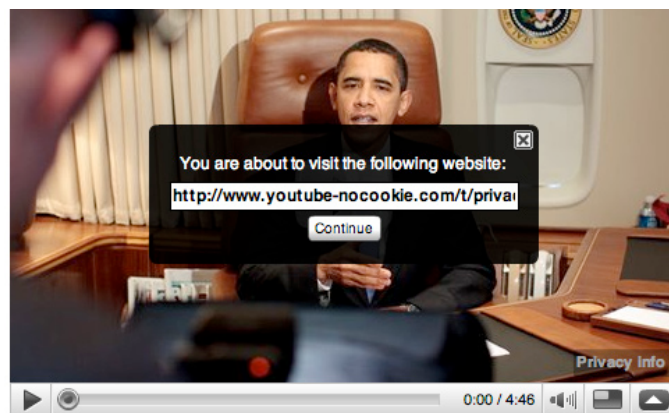 You are about to visit the following website:
http://www.youtube-nocookie.com/t/priva
Continue
Privacy Info
0:00 / 4:46